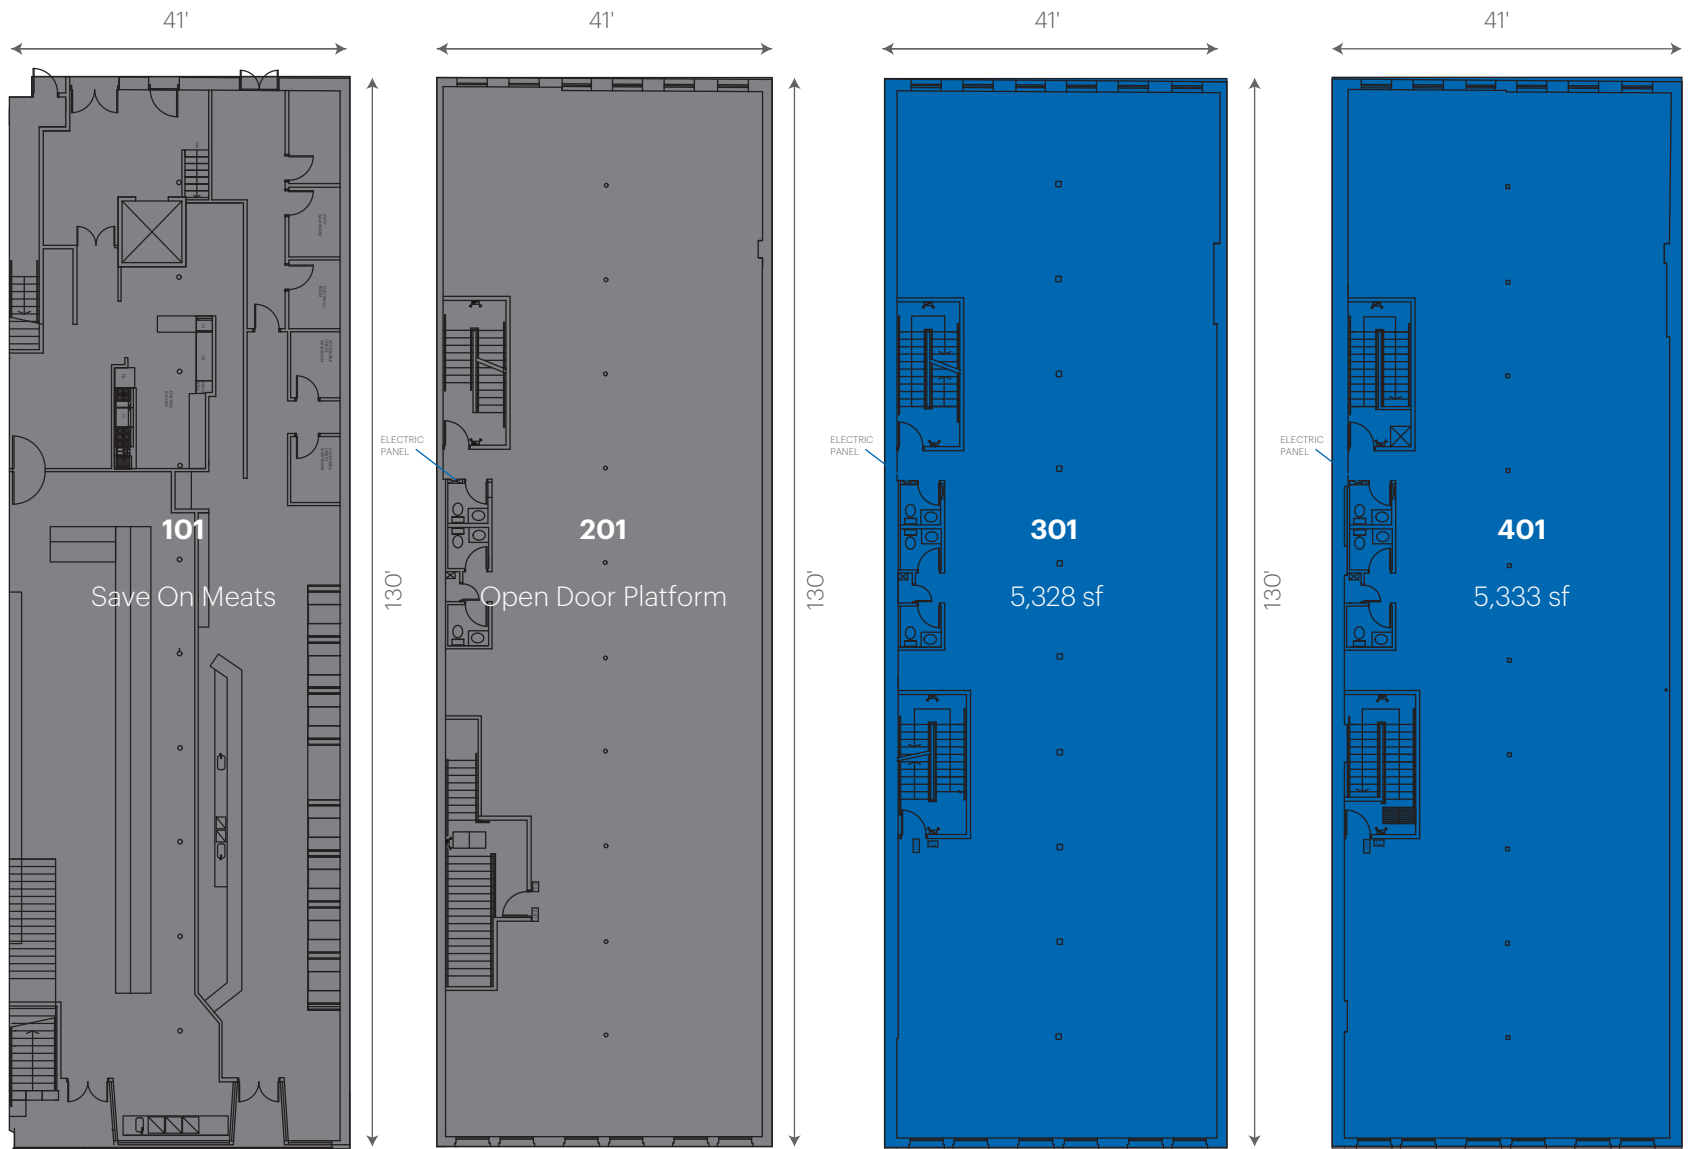 41'
41'
41'
41'
130'
130'
130'
ELECTRIC
PANEL
ELECTRIC
PANEL
ELECTRIC
PANEL
101
Save On Meats
201
Open Door Platform
301
5,328 sf
401
5,333 sf